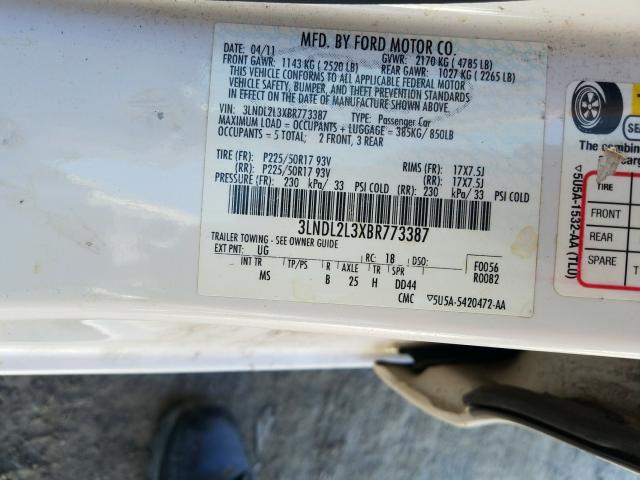 MFD. BY FORD MOTOR CO.
DATE: 04/11 GVWR: 2170 KG ( 4785 LB)
FRONT GAWR: 1143 KG ( 2520 LB) REAR GAWR: 1027 KG ( 2265 LB)
THIS VEHICLE CONFORMS TO ALL APPLICABLE FEDERAL MOTOR
VEHICLE SAFETY, BUMPER, AND THEFT PREVENTION STANDARDS
IN EFFECT ON THE DATE OF MANUFACTURE SHOWN ABOVE.
VIN: 3LNDL2L3XBR773387 TYPE: Passenger Car
MAXIMUM LOAD = OCCUPANTS + LUGGAGE = 385KG/ 850LB
OCCUPANTS = 5 TOTAL: 2 FRONT, 3 REAR
TIRE (FR): P225/50R17 93V RIMS (FR): 17X7.5J
(RR): P225/50R17 93V (RR): 17X7.5J
PRESSURE (FR): 230 kPa/ 33 PSI COLD (RR): 230 kPa/ 33 PSI COLD
3LNDL2L3XBR773387
TRAILER TOWING - SEE OWNER GUIDE
EXT PNT: UG RC: 18 DSO: F0056
INT TR TP/PS R AXLE TR SPR R0082
MS B 25 H DD44
CMC 5U5A-5420472-AA
The combin
TIRE
FRONT
REAR
SPARE
5U5A-1532-AA (TLU)